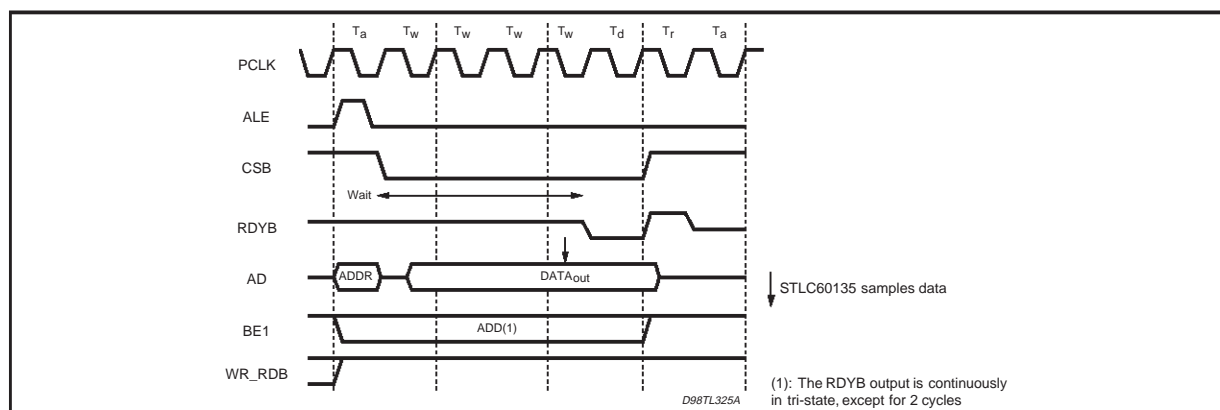 Ta Tw Tw Tw Tw Td Tr Ta
PCLK
ALE
CSB
Wait
RDYB
AD ADDR DATAout
STLC60135 samples data
BE1 ADD(1)
WR_RDB
(1): The RDYB output is continuously
in tri-state, except for 2 cycles
D98TL325A